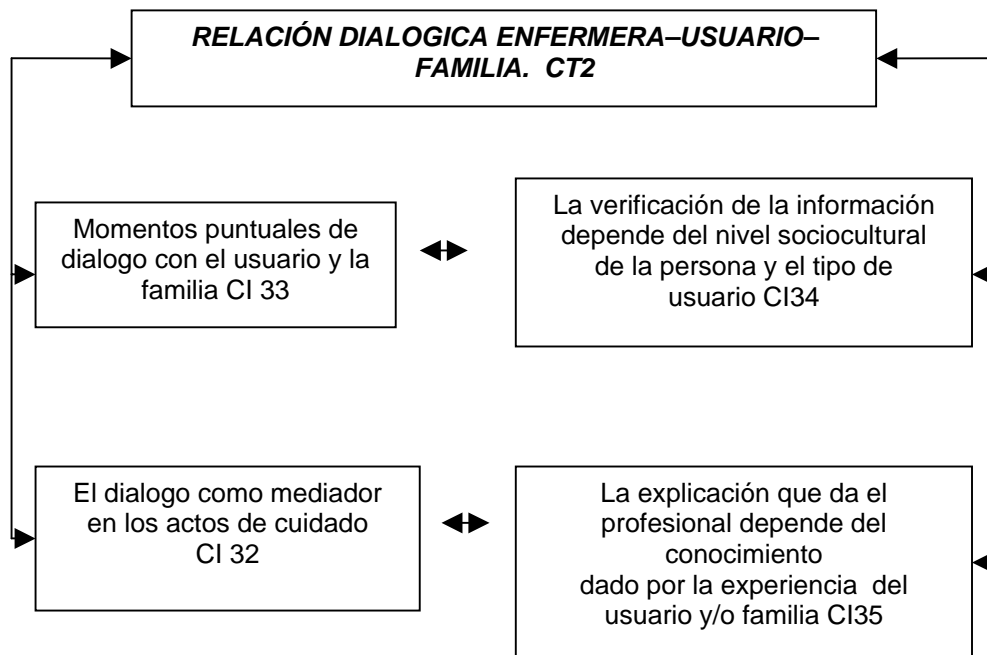 RELACIÓN DIALOGICA ENFERMERA–USUARIO–
FAMILIA.  CT2
Momentos puntuales de
dialogo con el usuario y la
familia CI 33
La verificación de la información
depende del nivel sociocultural
de la persona y el tipo de
usuario CI34
El dialogo como mediador
en los actos de cuidado
CI 32
La explicación que da el
profesional depende del
conocimiento
dado por la experiencia  del
usuario y/o familia CI35